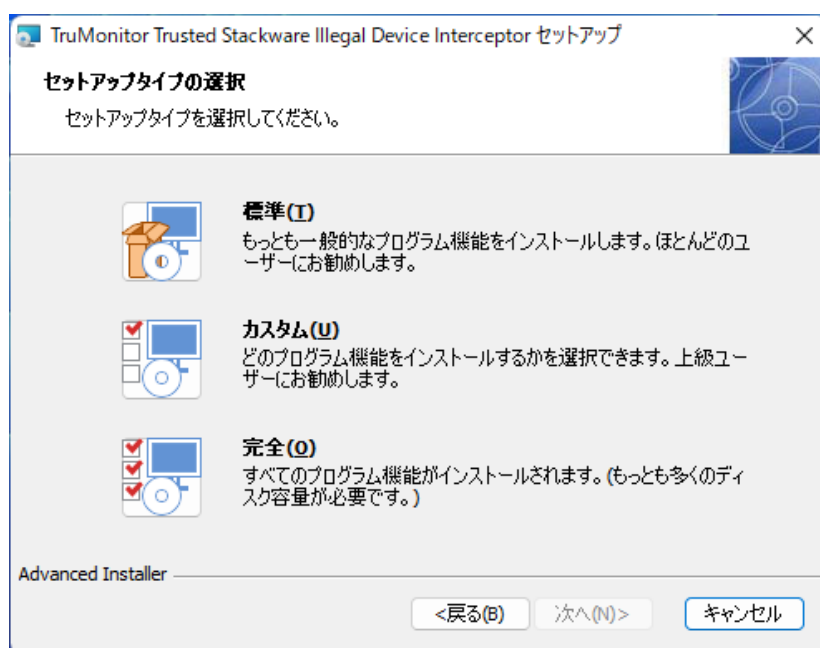 TruMonitor Trusted Stackware Illegal Device Interceptor セットアップ
セットアップタイプの選択
セットアップタイプを選択してください。
標準(T)
もっとも一般的なプログラム機能をインストールします。ほとんどのユ
ーザーにお勧めします。
カスタム(U)
どのプログラム機能をインストールするかを選択できます。上級ユー
ザーにお勧めします。
完全(O)
すべてのプログラム機能がインストールされます。(もっとも多くのディ
スク容量が必要です。)
Advanced Installer
<戻る(B)
次へ(N)>
キャンセル